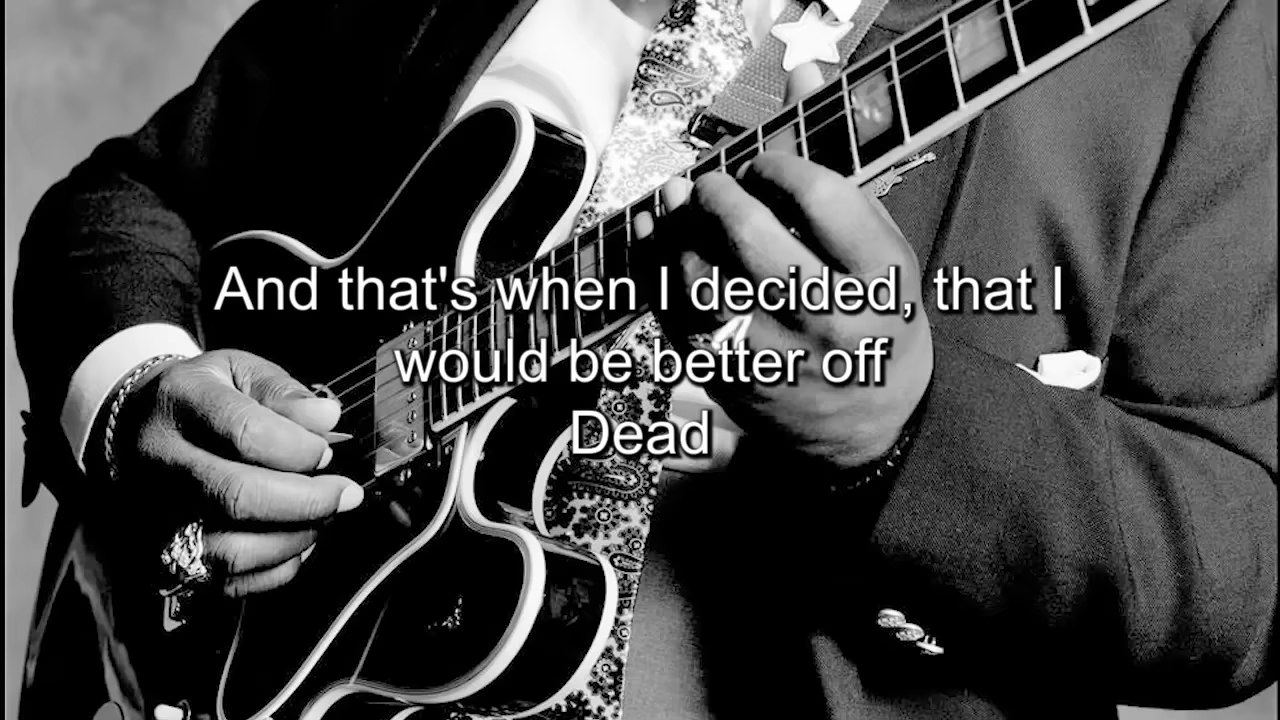 And that's when I decided, that I
would be better off
Dead